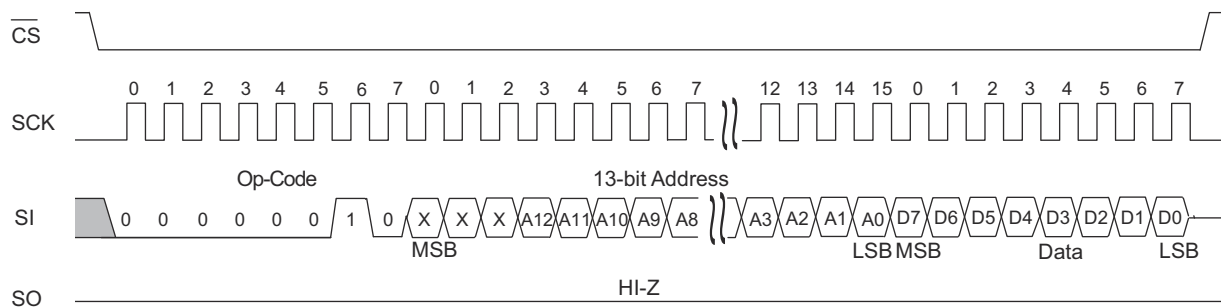 CS
0 1 2 3 4 5 6 7 0 1 2 3 4 5 6 7 12 13 14 15 0 1 2 3 4 5 6 7
SCK
Op-Code 13-bit Address
SI 0 0 0 0 0 0 1 0 X X X A12 A11 A10 A9 A8 A3 A2 A1 A0 D7 D6 D5 D4 D3 D2 D1 D0
MSB LSB MSB Data LSB
HI-Z
SO